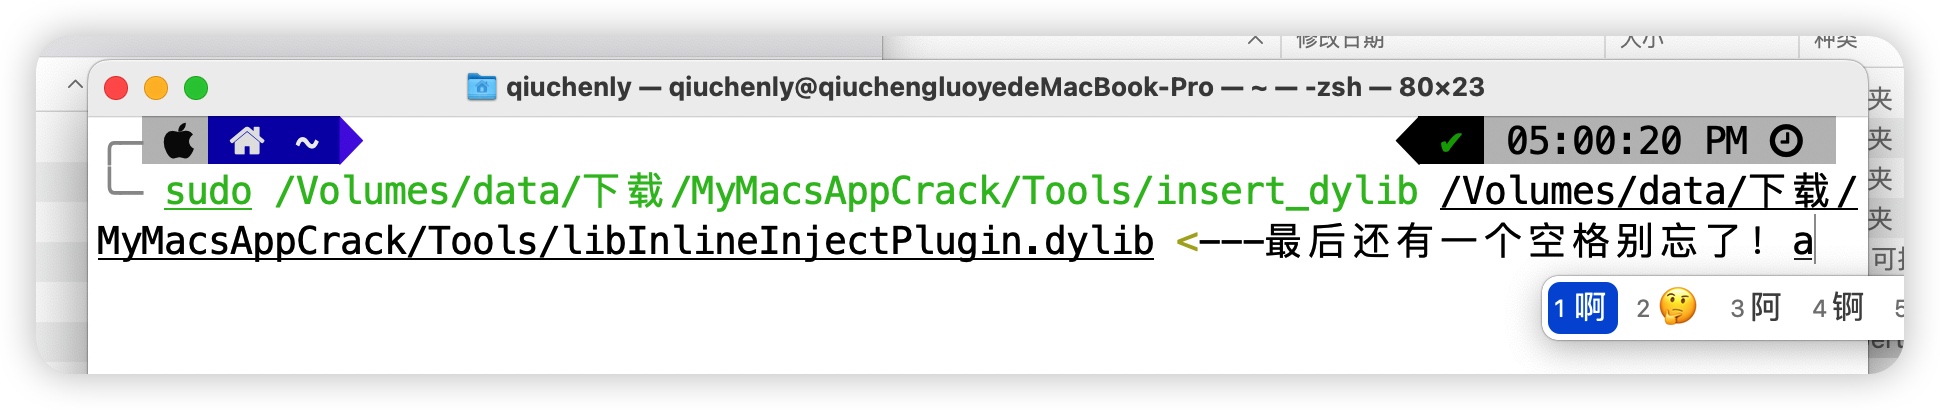 修改日期 大小 种类
qiuchenly — qiuchenly@qiuchengluoyedeMacBook-Pro — ~ — -zsh — 80×23
夹
~ ✔ 05:00:20 PM
夹
sudo /Volumes/data/下载/MyMacsAppCrack/Tools/insert_dylib /Volumes/data/下载/
夹
夹
MyMacsAppCrack/Tools/libInlineInjectPlugin.dylib <---最后还有一个空格别忘了! a
可
1 啊 2 🤔 3 阿 4 锕 5